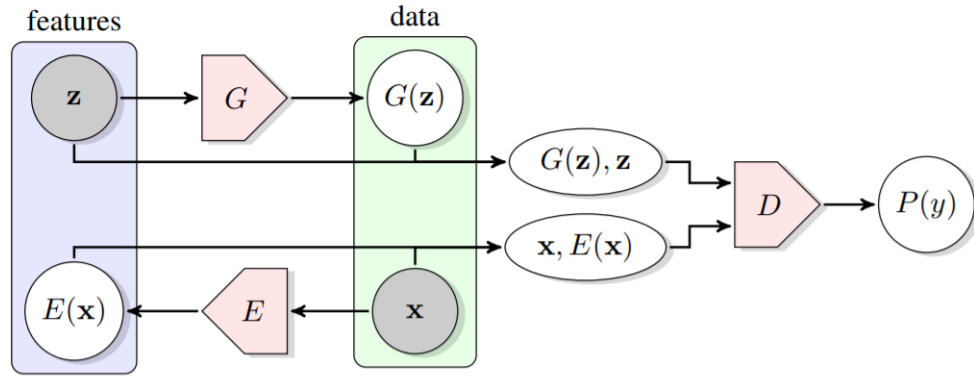 features
data
z
G
G(z)
G(z), z
D
P(y)
x, E(x)
E(x)
E
x